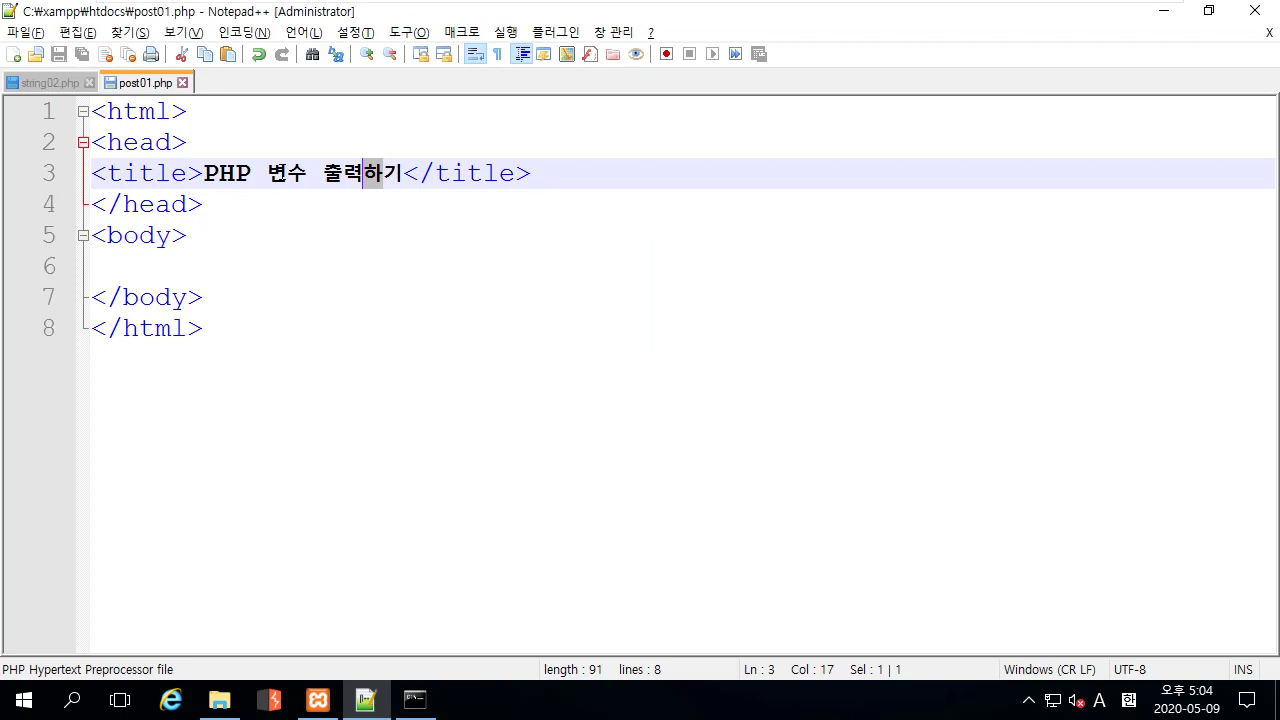 C:₩xampp₩htdocs₩post01.php - Notepad++ [Administrator]
파일(F) 편집(E) 찾기(S) 보기(V) 인코딩(N) 언어(L) 설정(T) 도구(O) 매크로 실행 플러그인 창 관리 ? X
string02.php post01.php
1 <html>
2 <head>
3 <title>PHP 변수 출력하기</title>
4 </head>
5 <body>
6
7 </body>
8 </html>
PHP Hypertext Preprocessor file length : 91 lines : 8 Ln : 3 Col : 17 Sel : 1 | 1 Windows (CR LF) UTF-8 INS
A 한 오후 5:04
2020-05-09